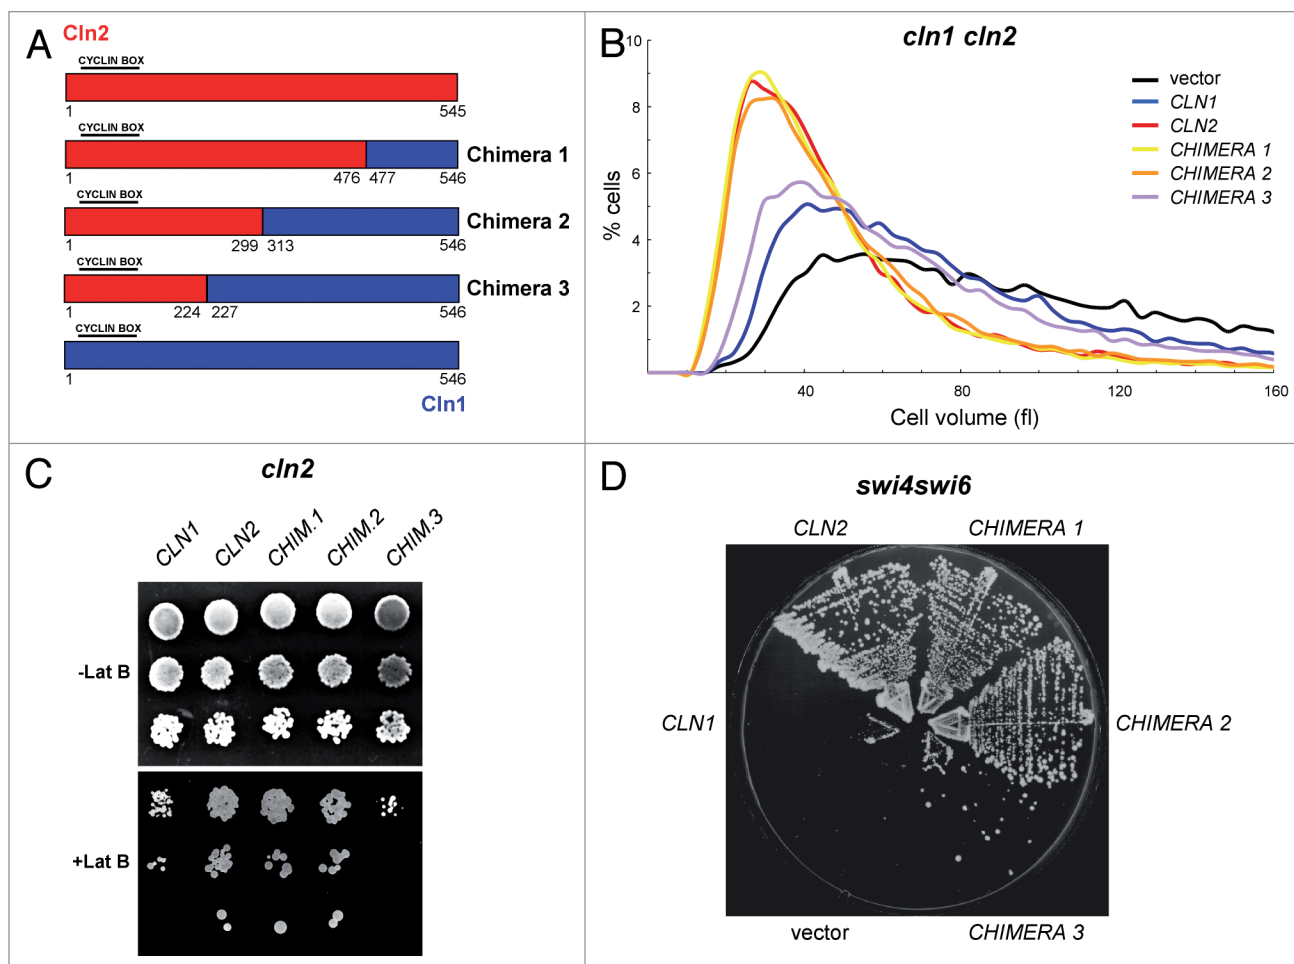 A
Cln2
CYCLIN BOX
1 545
CYCLIN BOX
Chimera 1
1 476 477 546
CYCLIN BOX
Chimera 2
1 299 313 546
CYCLIN BOX
Chimera 3
1 224 227 546
CYCLIN BOX
1 546
Cln1
B
cln1 cln2
10
8
6
4
2
% cells
40 80 120 160
Cell volume (fl)
vector
CLN1
CLN2
CHIMERA 1
CHIMERA 2
CHIMERA 3
C
cln2
CLN1 CLN2 CHIM.1 CHIM.2 CHIM.3
-Lat B
+Lat B
D
swi4swi6
CLN2 CHIMERA 1
CLN1 CHIMERA 2
vector CHIMERA 3